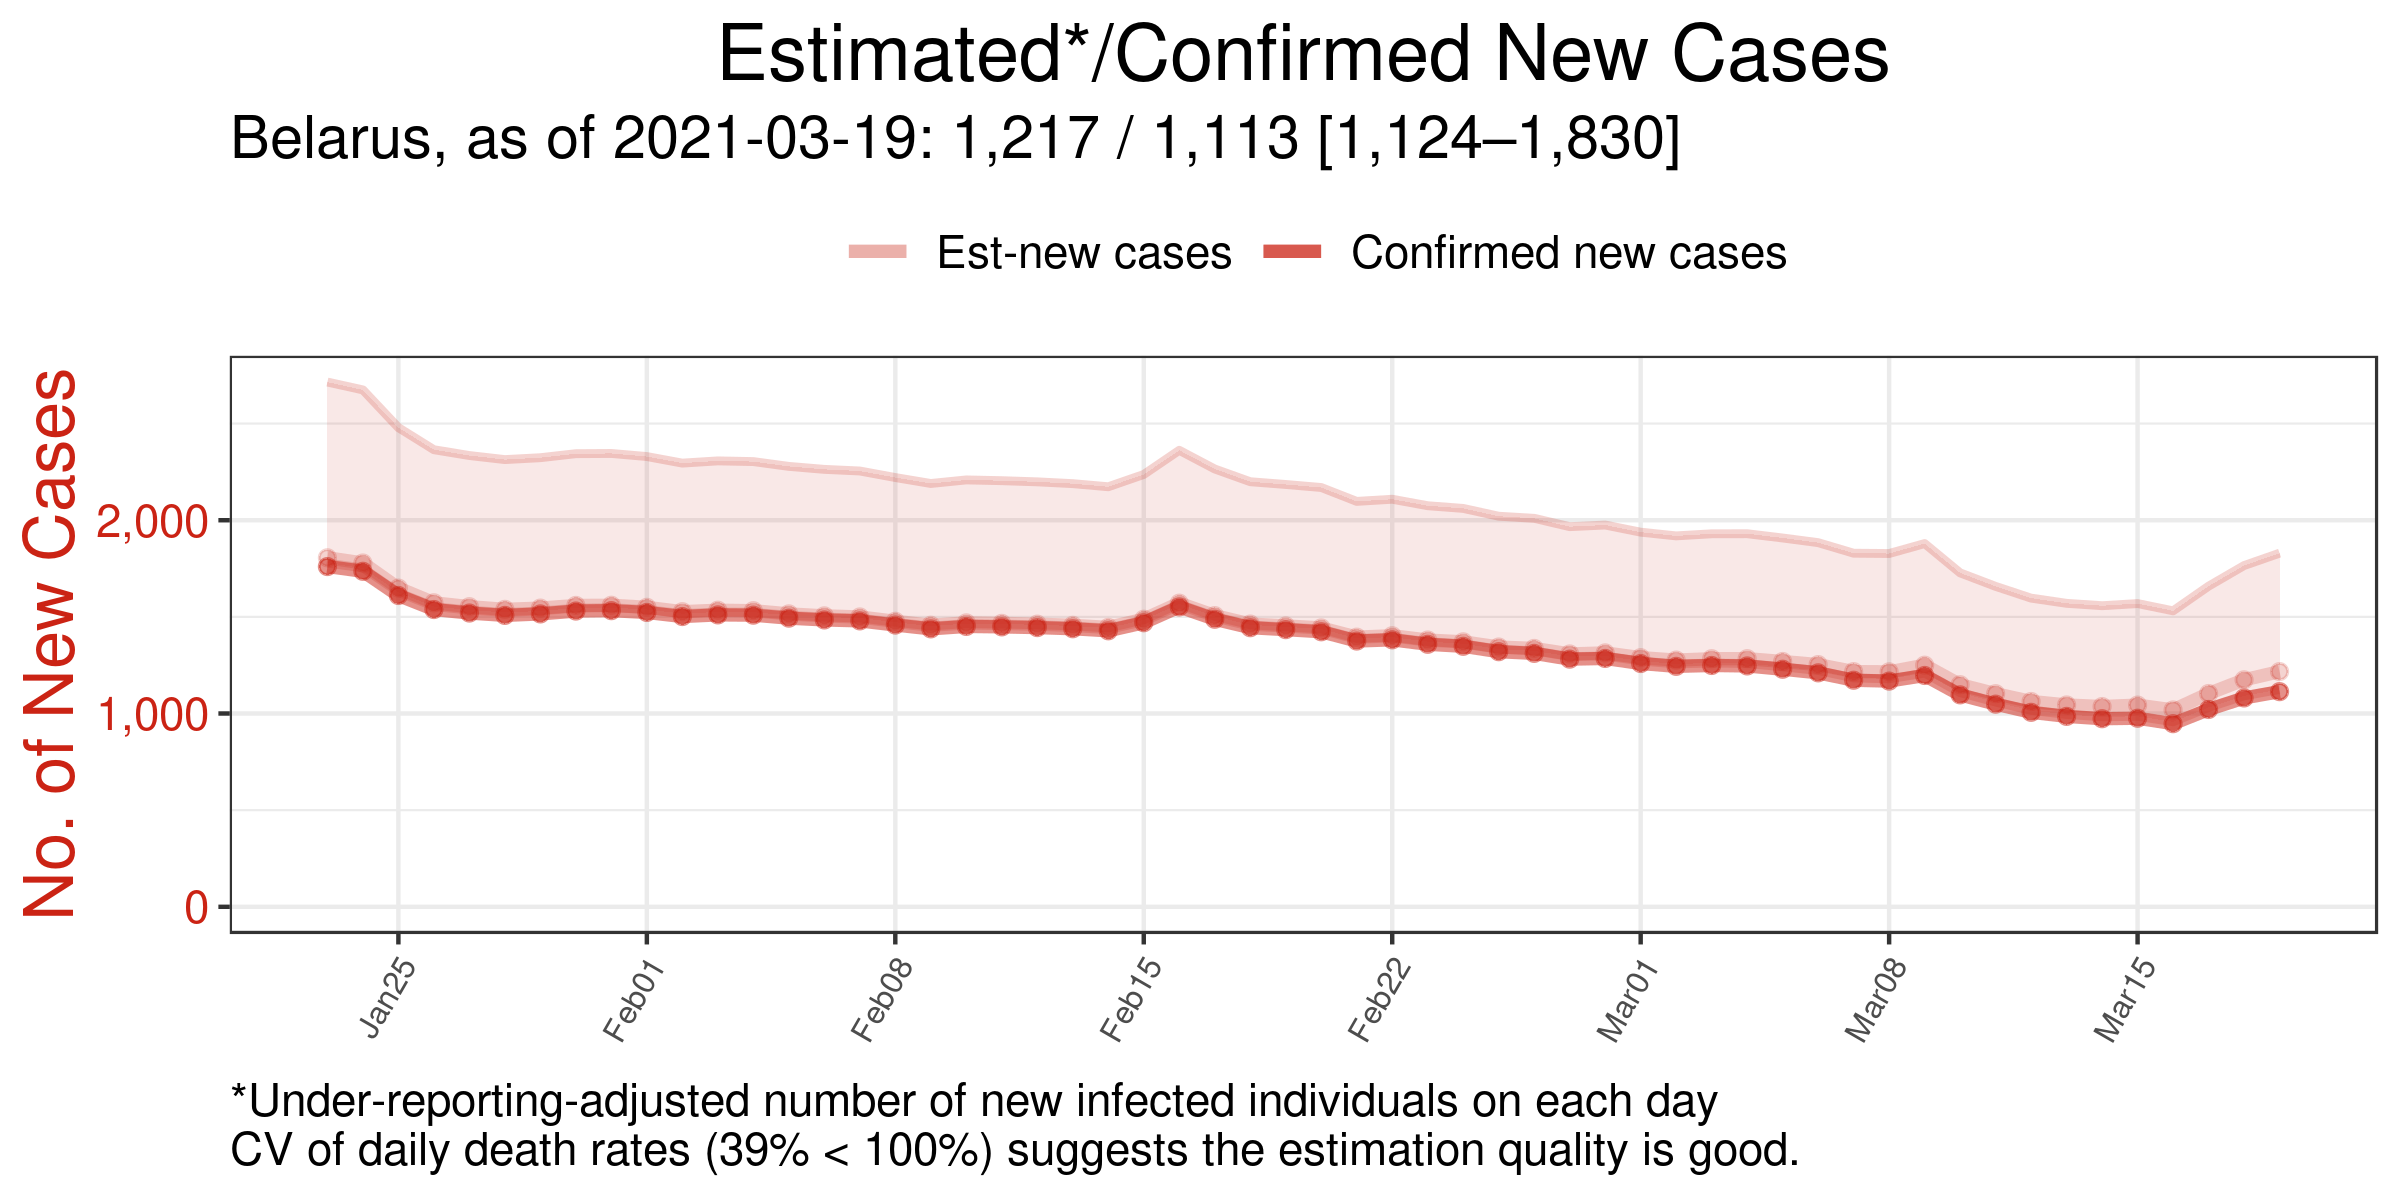 Estimated*/Confirmed New Cases
Belarus, as of 2021-03-19: 1,217 / 1,113 [1,124–1,830]
Est-new cases
Confirmed new cases
No. of New Cases
2,000
1,000
0
Jan25
Feb01
Feb08
Feb15
Feb22
Mar01
Mar08
Mar15
*Under-reporting-adjusted number of new infected individuals on each day
CV of daily death rates (39% < 100%) suggests the estimation quality is good.